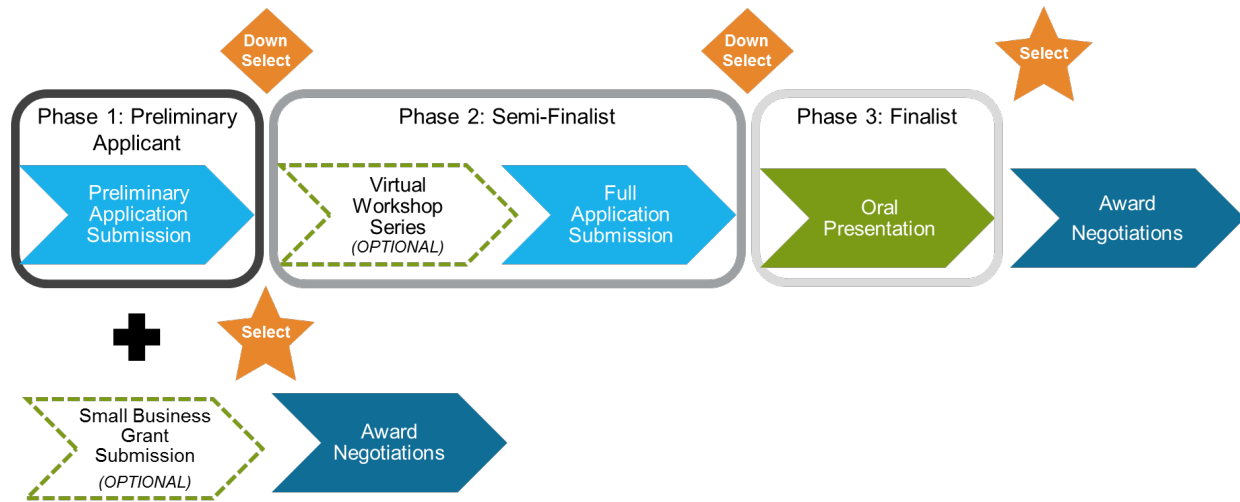 Down
Select
Down
Select
Select
Phase 1: Preliminary
Applicant
Phase 2: Semi-Finalist
Phase 3: Finalist
Preliminary
Application
Submission
Virtual
Workshop
Series
(OPTIONAL)
Full
Application
Submission
Oral
Presentation
Award
Negotiations
Select
Small Business
Grant
Submission
(OPTIONAL)
Award
Negotiations